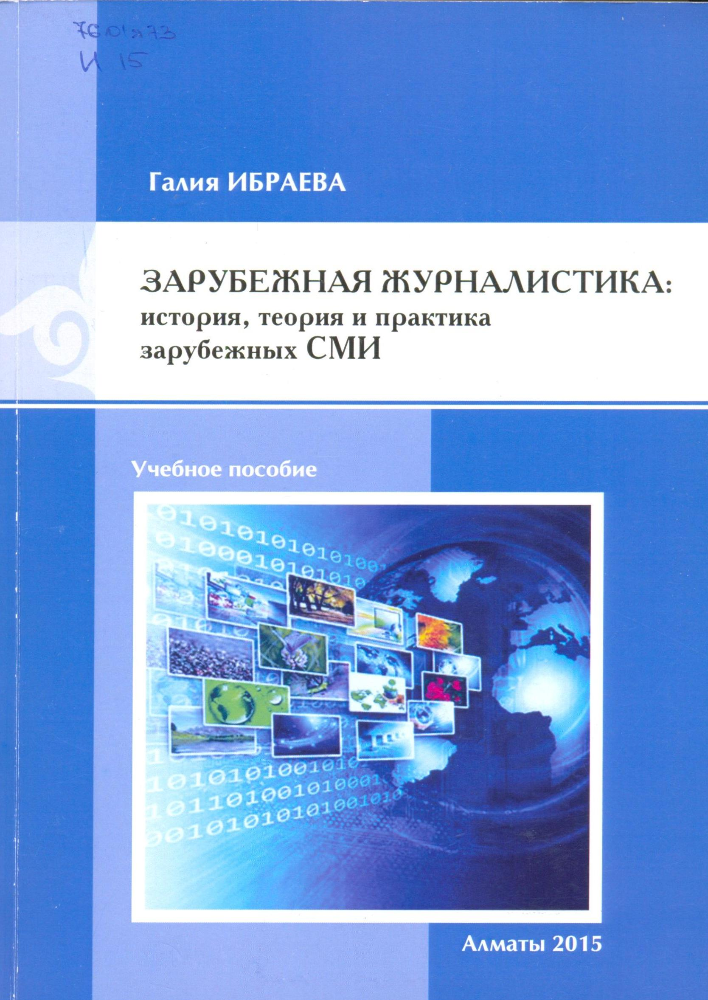 76.01я73
И 15
Галия ИБРАЕВА
ЗАРУБЕЖНАЯ ЖУРНАЛИСТИКА:
история, теория и практика
зарубежных СМИ
Учебное пособие
Алматы 2015